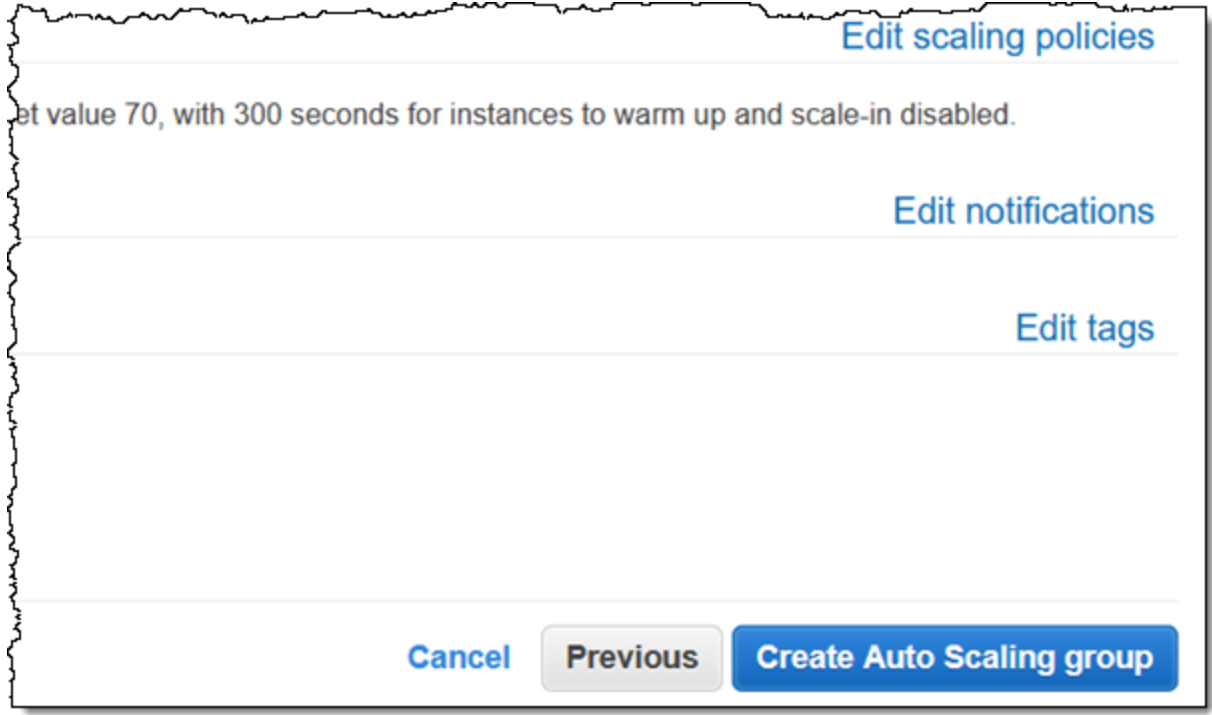 Edit scaling policies
et value 70, with 300 seconds for instances to warm up and scale-in disabled.
Edit notifications
Edit tags
Cancel Previous Create Auto Scaling group